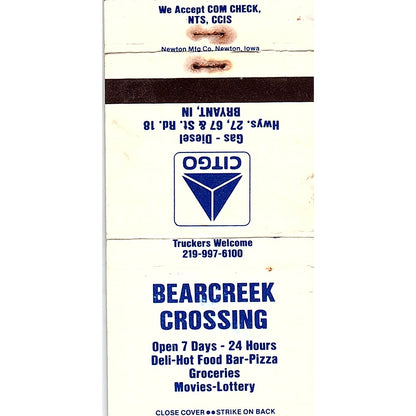 We Accept COM CHECK,
NTS, CCIS
Newton Mfg Co. Newton, Iowa
Gas - Diesel
Hwys. 27, 67 & St. Rd. 18
BRYANT, IN
CITGO
Truckers Welcome
219-997-6100
BEARCREEK
CROSSING
Open 7 Days - 24 Hours
Deli-Hot Food Bar-Pizza
Groceries
Movies-Lottery
CLOSE COVER ●● STRIKE ON BACK